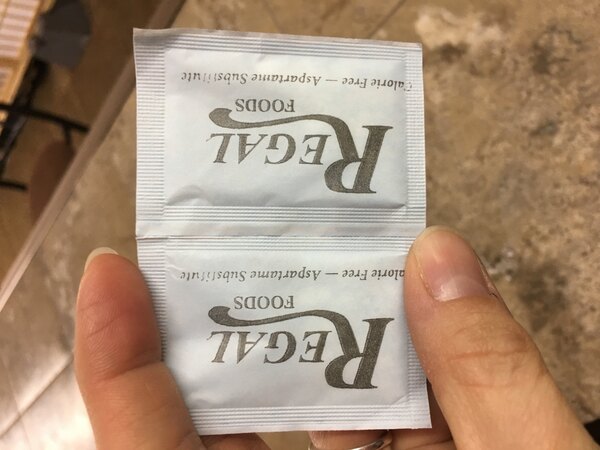 REGAL
FOODS
Calorie Free — Aspartame Substitute
REGAL
FOODS
Calorie Free — Aspartame Substitute